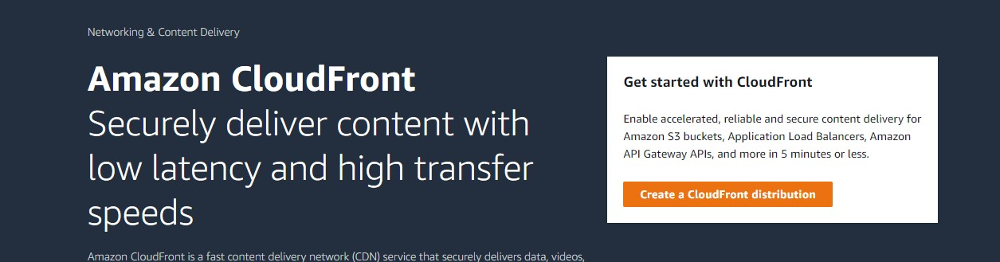 Networking & Content Delivery
Amazon CloudFront
Securely deliver content with
low latency and high transfer
speeds
Amazon CloudFront is a fast content delivery network (CDN) service that securely delivers data, videos,
Get started with CloudFront
Enable accelerated, reliable and secure content delivery for
Amazon S3 buckets, Application Load Balancers, Amazon
API Gateway APIs, and more in 5 minutes or less.
Create a CloudFront distribution